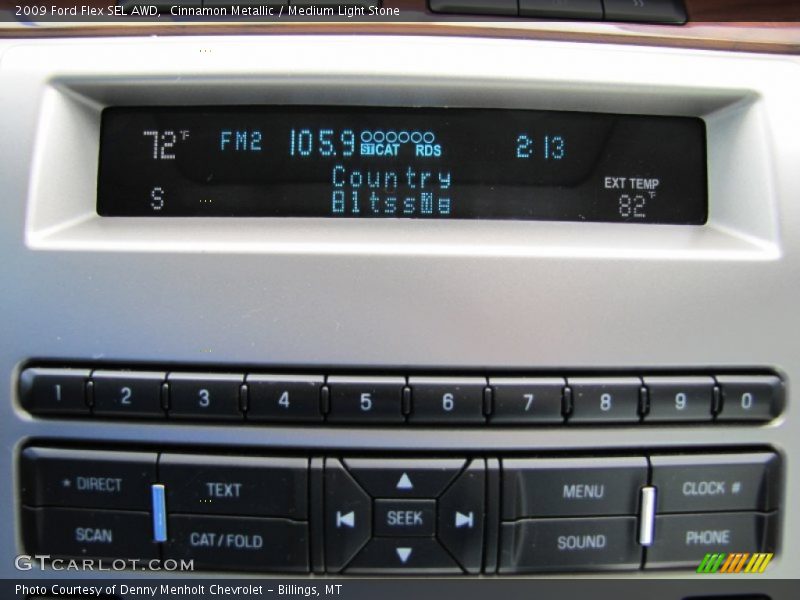 2009 Ford Flex SEL AWD,  Cinnamon Metallic / Medium Light Stone
72°F FM2 105.9 ST CAT RDS 2:13
Country
S EXT TEMP
82°F
1 2 3 4 5 6 7 8 9 0
* DIRECT TEXT MENU CLOCK #
SEEK
SCAN CAT / FOLD SOUND PHONE
GTCARLOT.COM
Photo Courtesy of Denny Menholt Chevrolet - Billings, MT